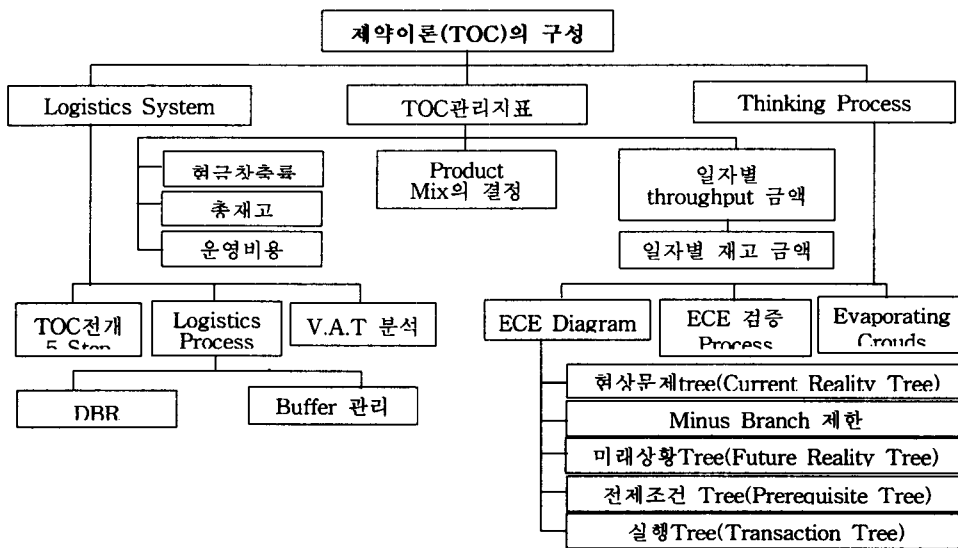 제약이론(TOC)의 구성
Logistics System
TOC관리지표
Thinking Process
현금창출률
총재고
운영비용
Product
Mix의 결정
일자별
throughput 금액
일자별 재고 금액
TOC전개
5 Step
Logistics
Process
V.A.T 분석
ECE Diagram
ECE 검증
Process
Evaporating
Crouds
DBR
Buffer 관리
현상문제tree(Current Reality Tree)
Minus Branch 제한
미래상황Tree(Future Reality Tree)
전제조건 Tree(Prerequisite Tree)
실행Tree(Transaction Tree)